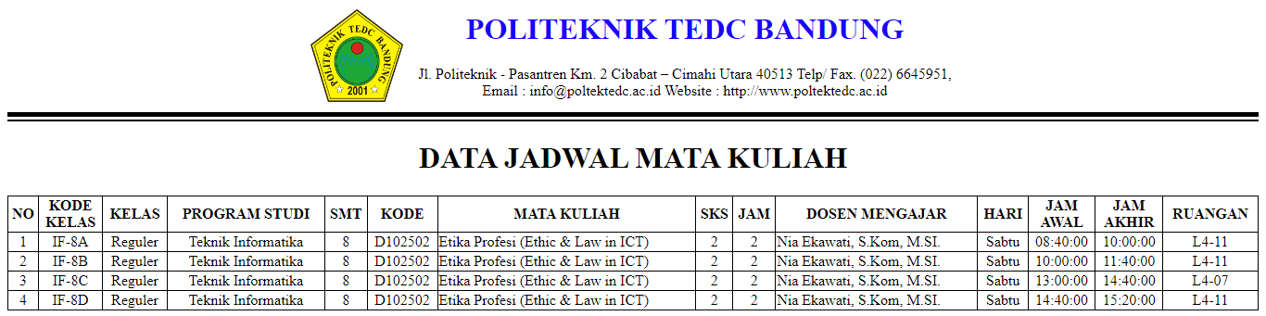 POLITEKNIK TEDC BANDUNG
2001
POLITEKNIK TEDC BANDUNG
Jl. Politeknik - Pasantren Km. 2 Cibabat – Cimahi Utara 40513 Telp/ Fax. (022) 6645951,
Email : info@poltektedc.ac.id Website : http://www.poltektedc.ac.id
DATA JADWAL MATA KULIAH
NO KODE KELAS KELAS PROGRAM STUDI SMT KODE MATA KULIAH SKS JAM DOSEN MENGAJAR HARI JAM AWAL JAM AKHIR RUANGAN
1 IF-8A Reguler Teknik Informatika 8 D102502 Etika Profesi (Ethic & Law in ICT) 2 2 Nia Ekawati, S.Kom, M.SI. Sabtu 08:40:00 10:00:00 L4-11
2 IF-8B Reguler Teknik Informatika 8 D102502 Etika Profesi (Ethic & Law in ICT) 2 2 Nia Ekawati, S.Kom, M.SI. Sabtu 10:00:00 11:40:00 L4-11
3 IF-8C Reguler Teknik Informatika 8 D102502 Etika Profesi (Ethic & Law in ICT) 2 2 Nia Ekawati, S.Kom, M.SI. Sabtu 13:00:00 14:40:00 L4-07
4 IF-8D Reguler Teknik Informatika 8 D102502 Etika Profesi (Ethic & Law in ICT) 2 2 Nia Ekawati, S.Kom, M.SI. Sabtu 14:40:00 15:20:00 L4-11